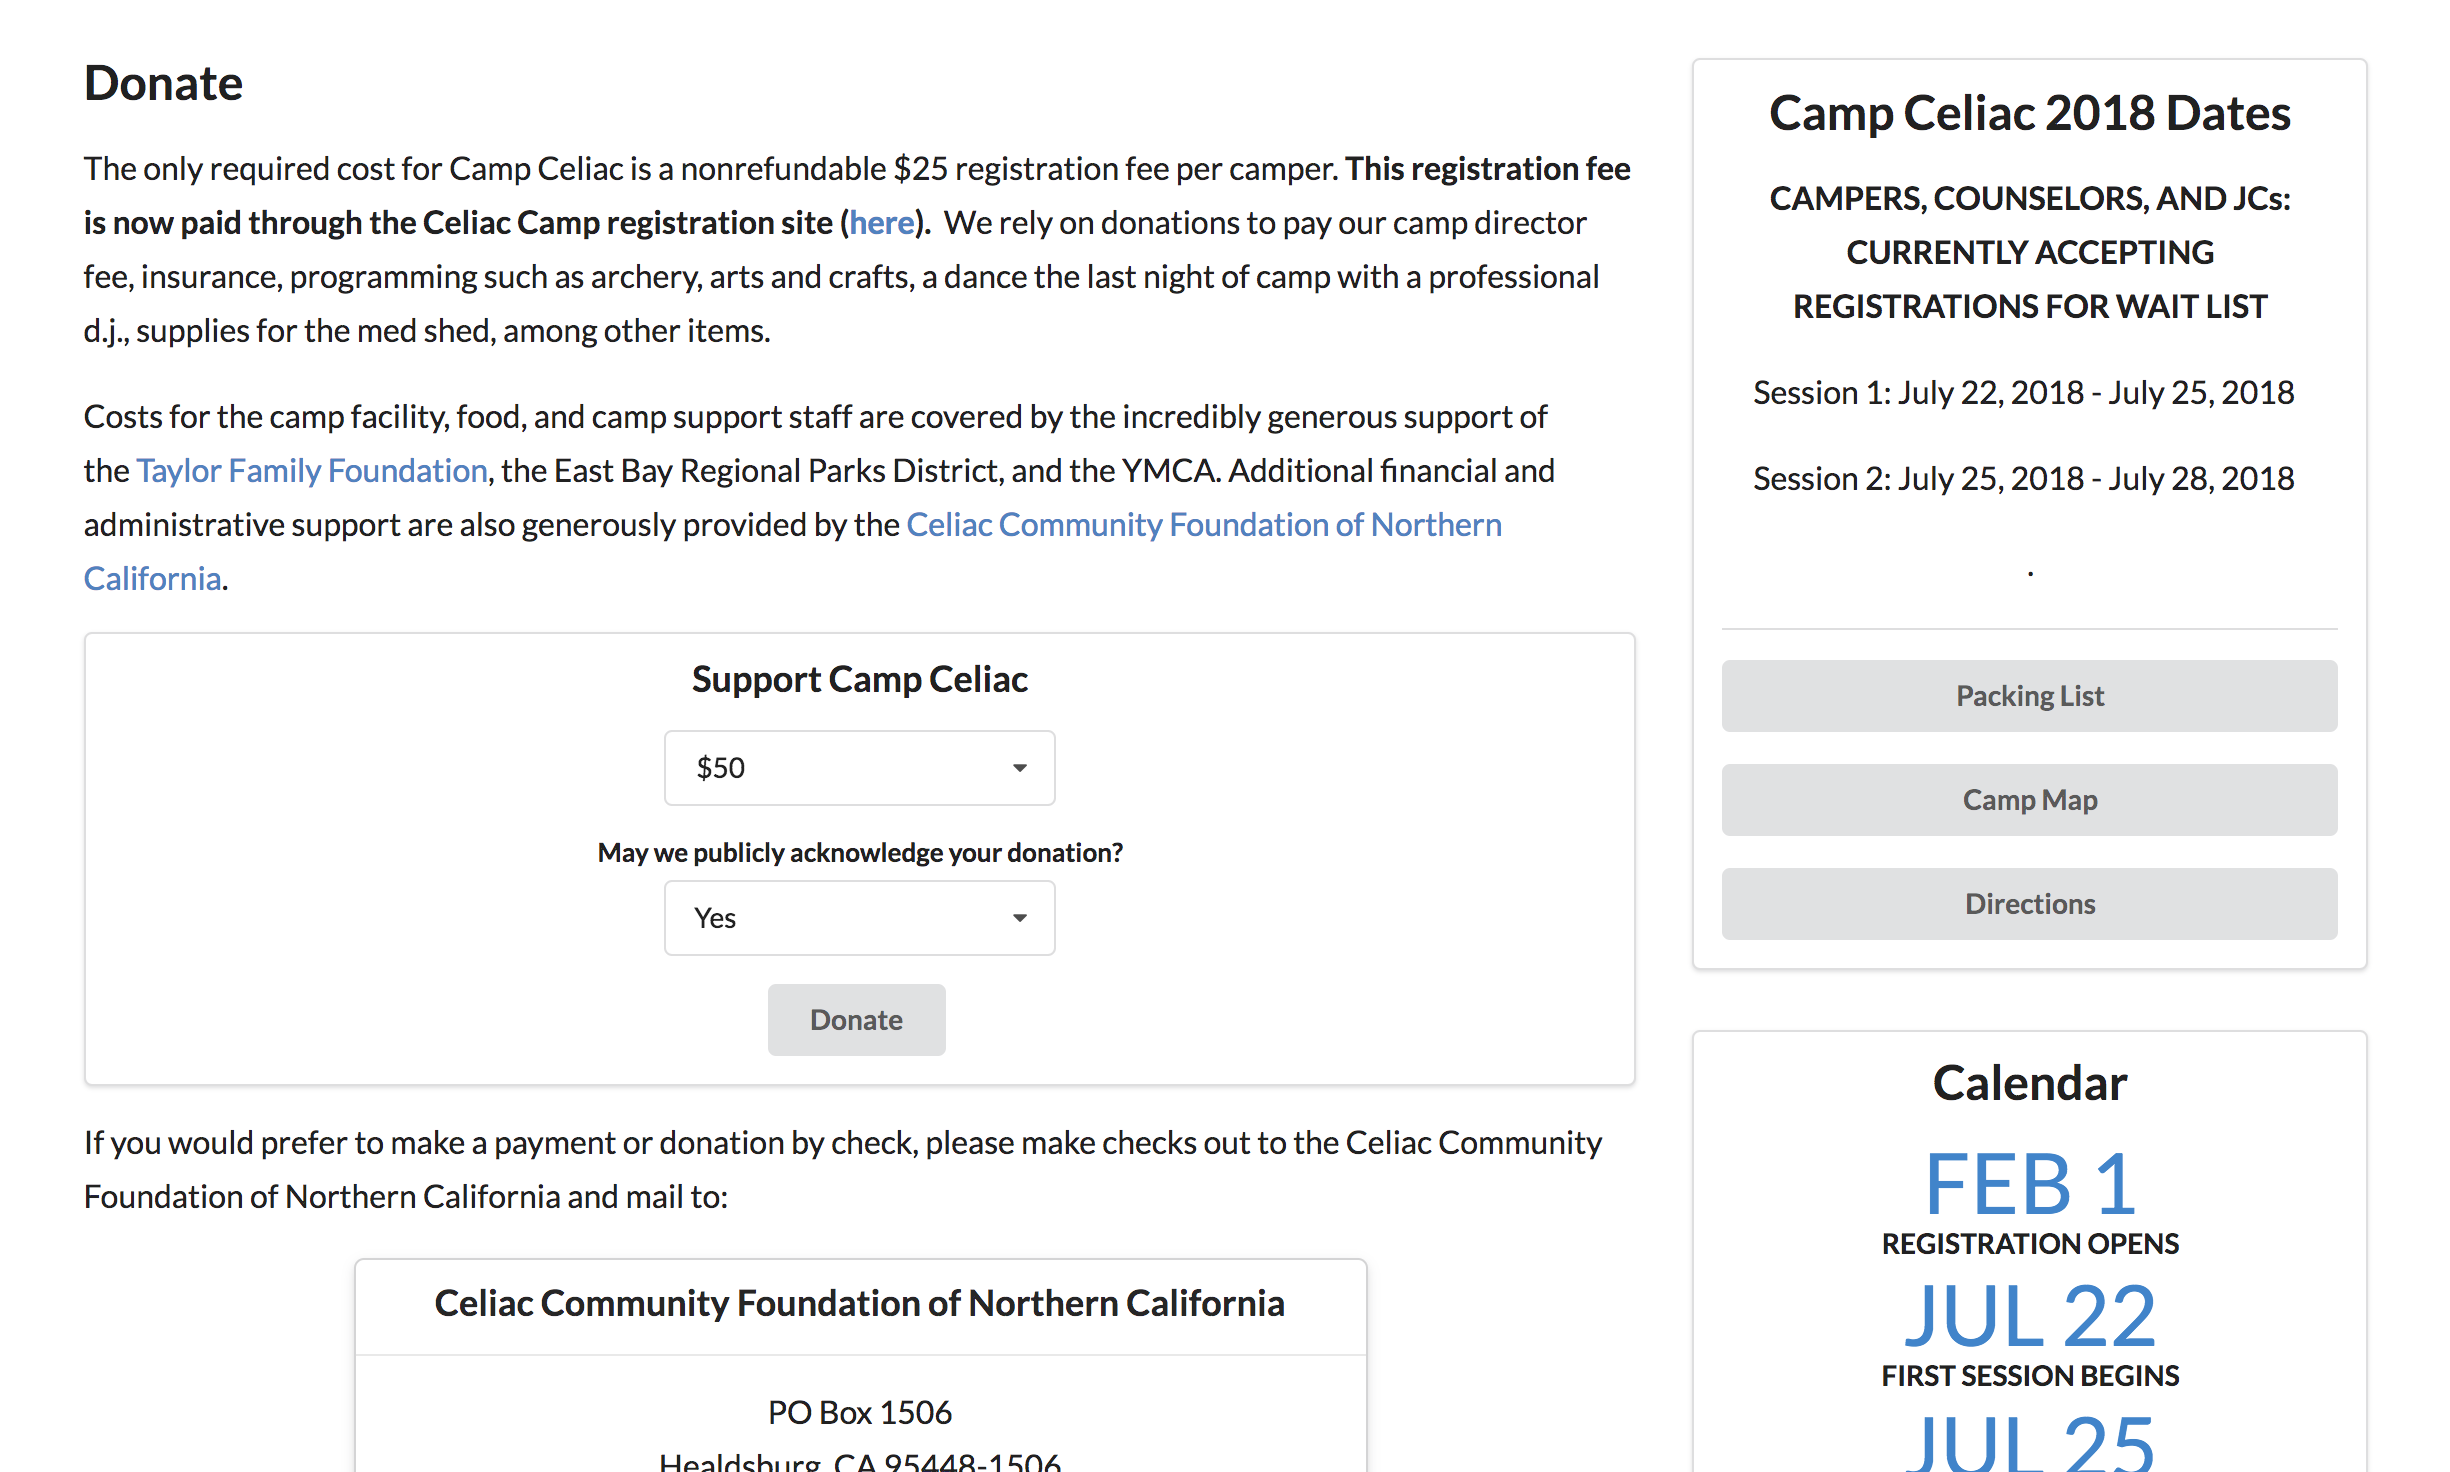 Donate
The only required cost for Camp Celiac is a nonrefundable $25 registration fee per camper. This registration fee
is now paid through the Celiac Camp registration site (here).  We rely on donations to pay our camp director
fee, insurance, programming such as archery, arts and crafts, a dance the last night of camp with a professional
d.j., supplies for the med shed, among other items.
Costs for the camp facility, food, and camp support staff are covered by the incredibly generous support of
the Taylor Family Foundation, the East Bay Regional Parks District, and the YMCA. Additional financial and
administrative support are also generously provided by the Celiac Community Foundation of Northern
California.
Support Camp Celiac
$50
May we publicly acknowledge your donation?
Yes
Donate
If you would prefer to make a payment or donation by check, please make checks out to the Celiac Community
Foundation of Northern California and mail to:
Celiac Community Foundation of Northern California
PO Box 1506
Healdsburg, CA 95448-1506
Camp Celiac 2018 Dates
CAMPERS, COUNSELORS, AND JCs:
CURRENTLY ACCEPTING
REGISTRATIONS FOR WAIT LIST
Session 1: July 22, 2018 - July 25, 2018
Session 2: July 25, 2018 - July 28, 2018
.
Packing List
Camp Map
Directions
Calendar
FEB 1
REGISTRATION OPENS
JUL 22
FIRST SESSION BEGINS
JUL 25